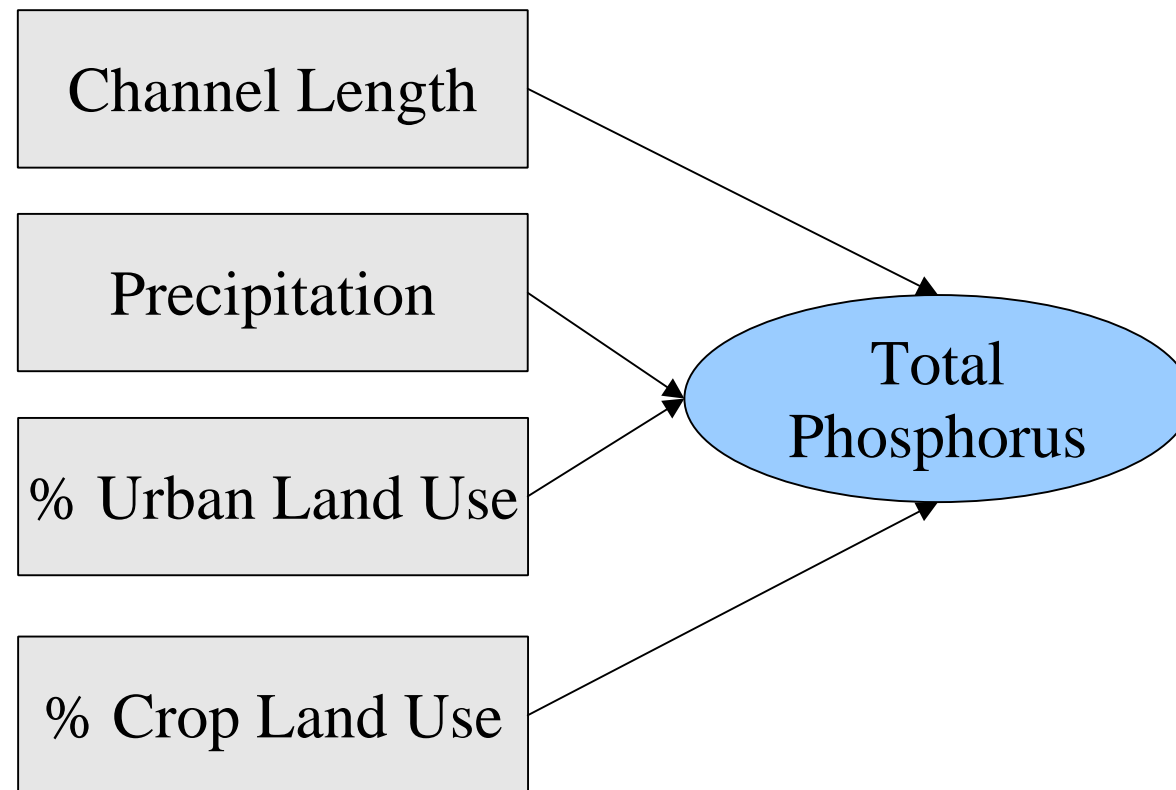 Channel Length
Precipitation
Total
Phosphorus
% Urban Land Use
% Crop Land Use